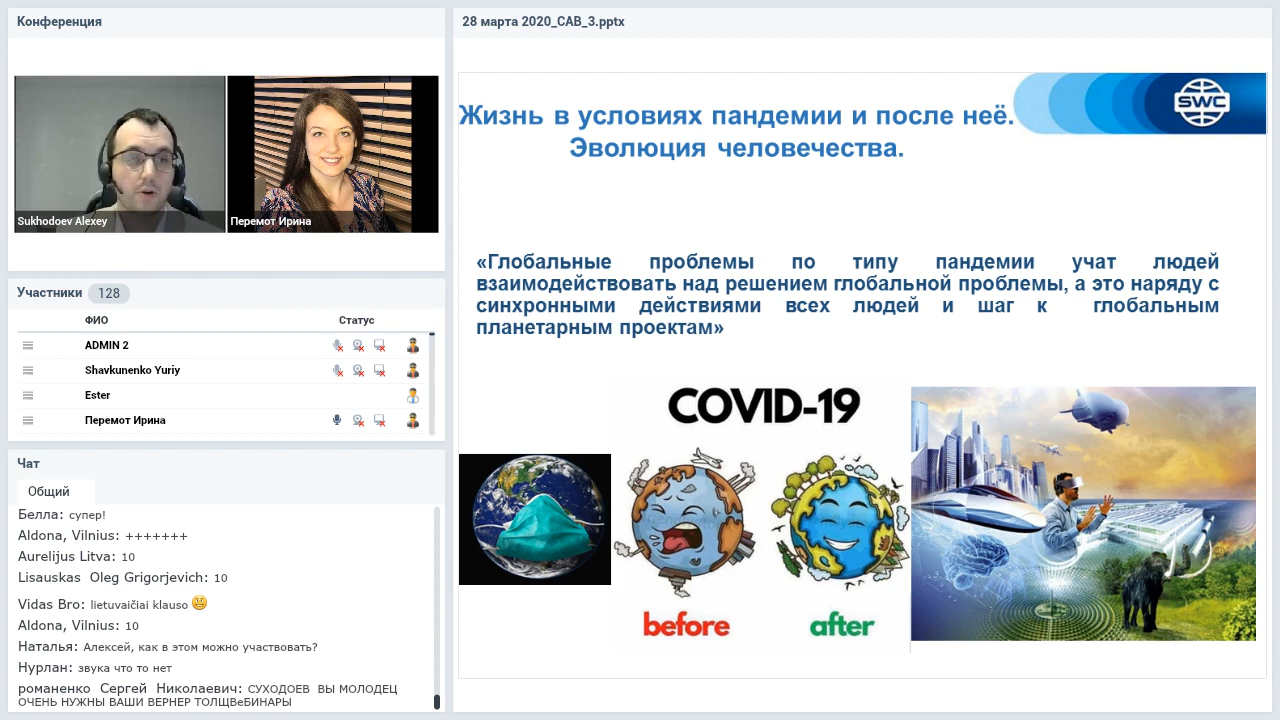 Конференция
Sukhodoev Alexey
Перемот Ирина
Участники 128
ФИО Статус
ADMIN 2
Shavkunenko Yuriy
Ester
Перемот Ирина
Чат
Общий
Белла: супер!
Aldona, Vilnius: +++++++
Aurelijus Litva: 10
Lisauskas Oleg Grigorjevich: 10
Vidas Bro: lietuvaičiai klauso
Aldona, Vilnius: 10
Наталья: Алексей, как в этом можно участвовать?
Нурлан: звука что то нет
романенко Сергей Николаевич: СУХОДОЕВ ВЫ МОЛОДЕЦ
ОЧЕНЬ НУЖНЫ ВАШИ ВЕРНЕР ТОЛЩВеБИНАРЫ
28 марта 2020_САВ_3.pptx
Жизнь в условиях пандемии и после неё.
Эволюция человечества.
SWC
«Глобальные проблемы по типу пандемии учат людей
взаимодействовать над решением глобальной проблемы, а это наряду с
синхронными действиями всех людей и шаг к глобальным
планетарным проектам»
COVID-19
before
after